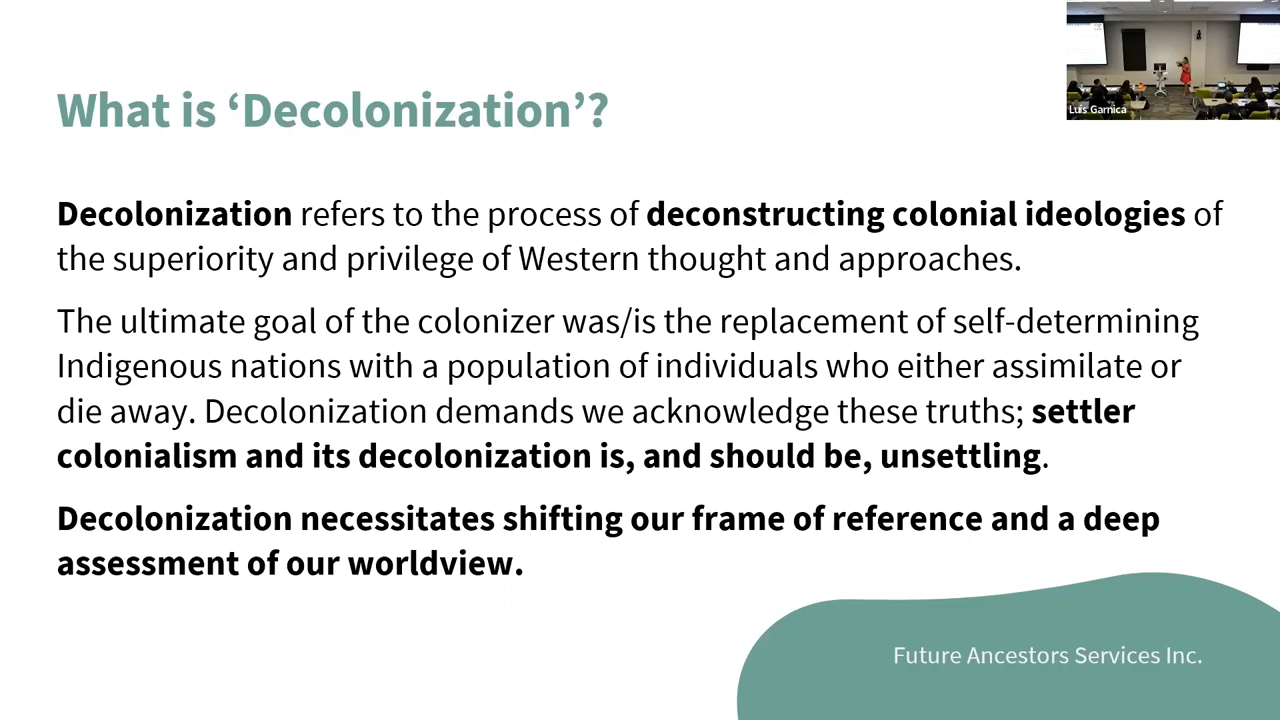 Luis Garnica
What is ‘Decolonization’?
Decolonization refers to the process of deconstructing colonial ideologies of
the superiority and privilege of Western thought and approaches.
The ultimate goal of the colonizer was/is the replacement of self-determining
Indigenous nations with a population of individuals who either assimilate or
die away. Decolonization demands we acknowledge these truths; settler
colonialism and its decolonization is, and should be, unsettling.
Decolonization necessitates shifting our frame of reference and a deep
assessment of our worldview.
Future Ancestors Services Inc.